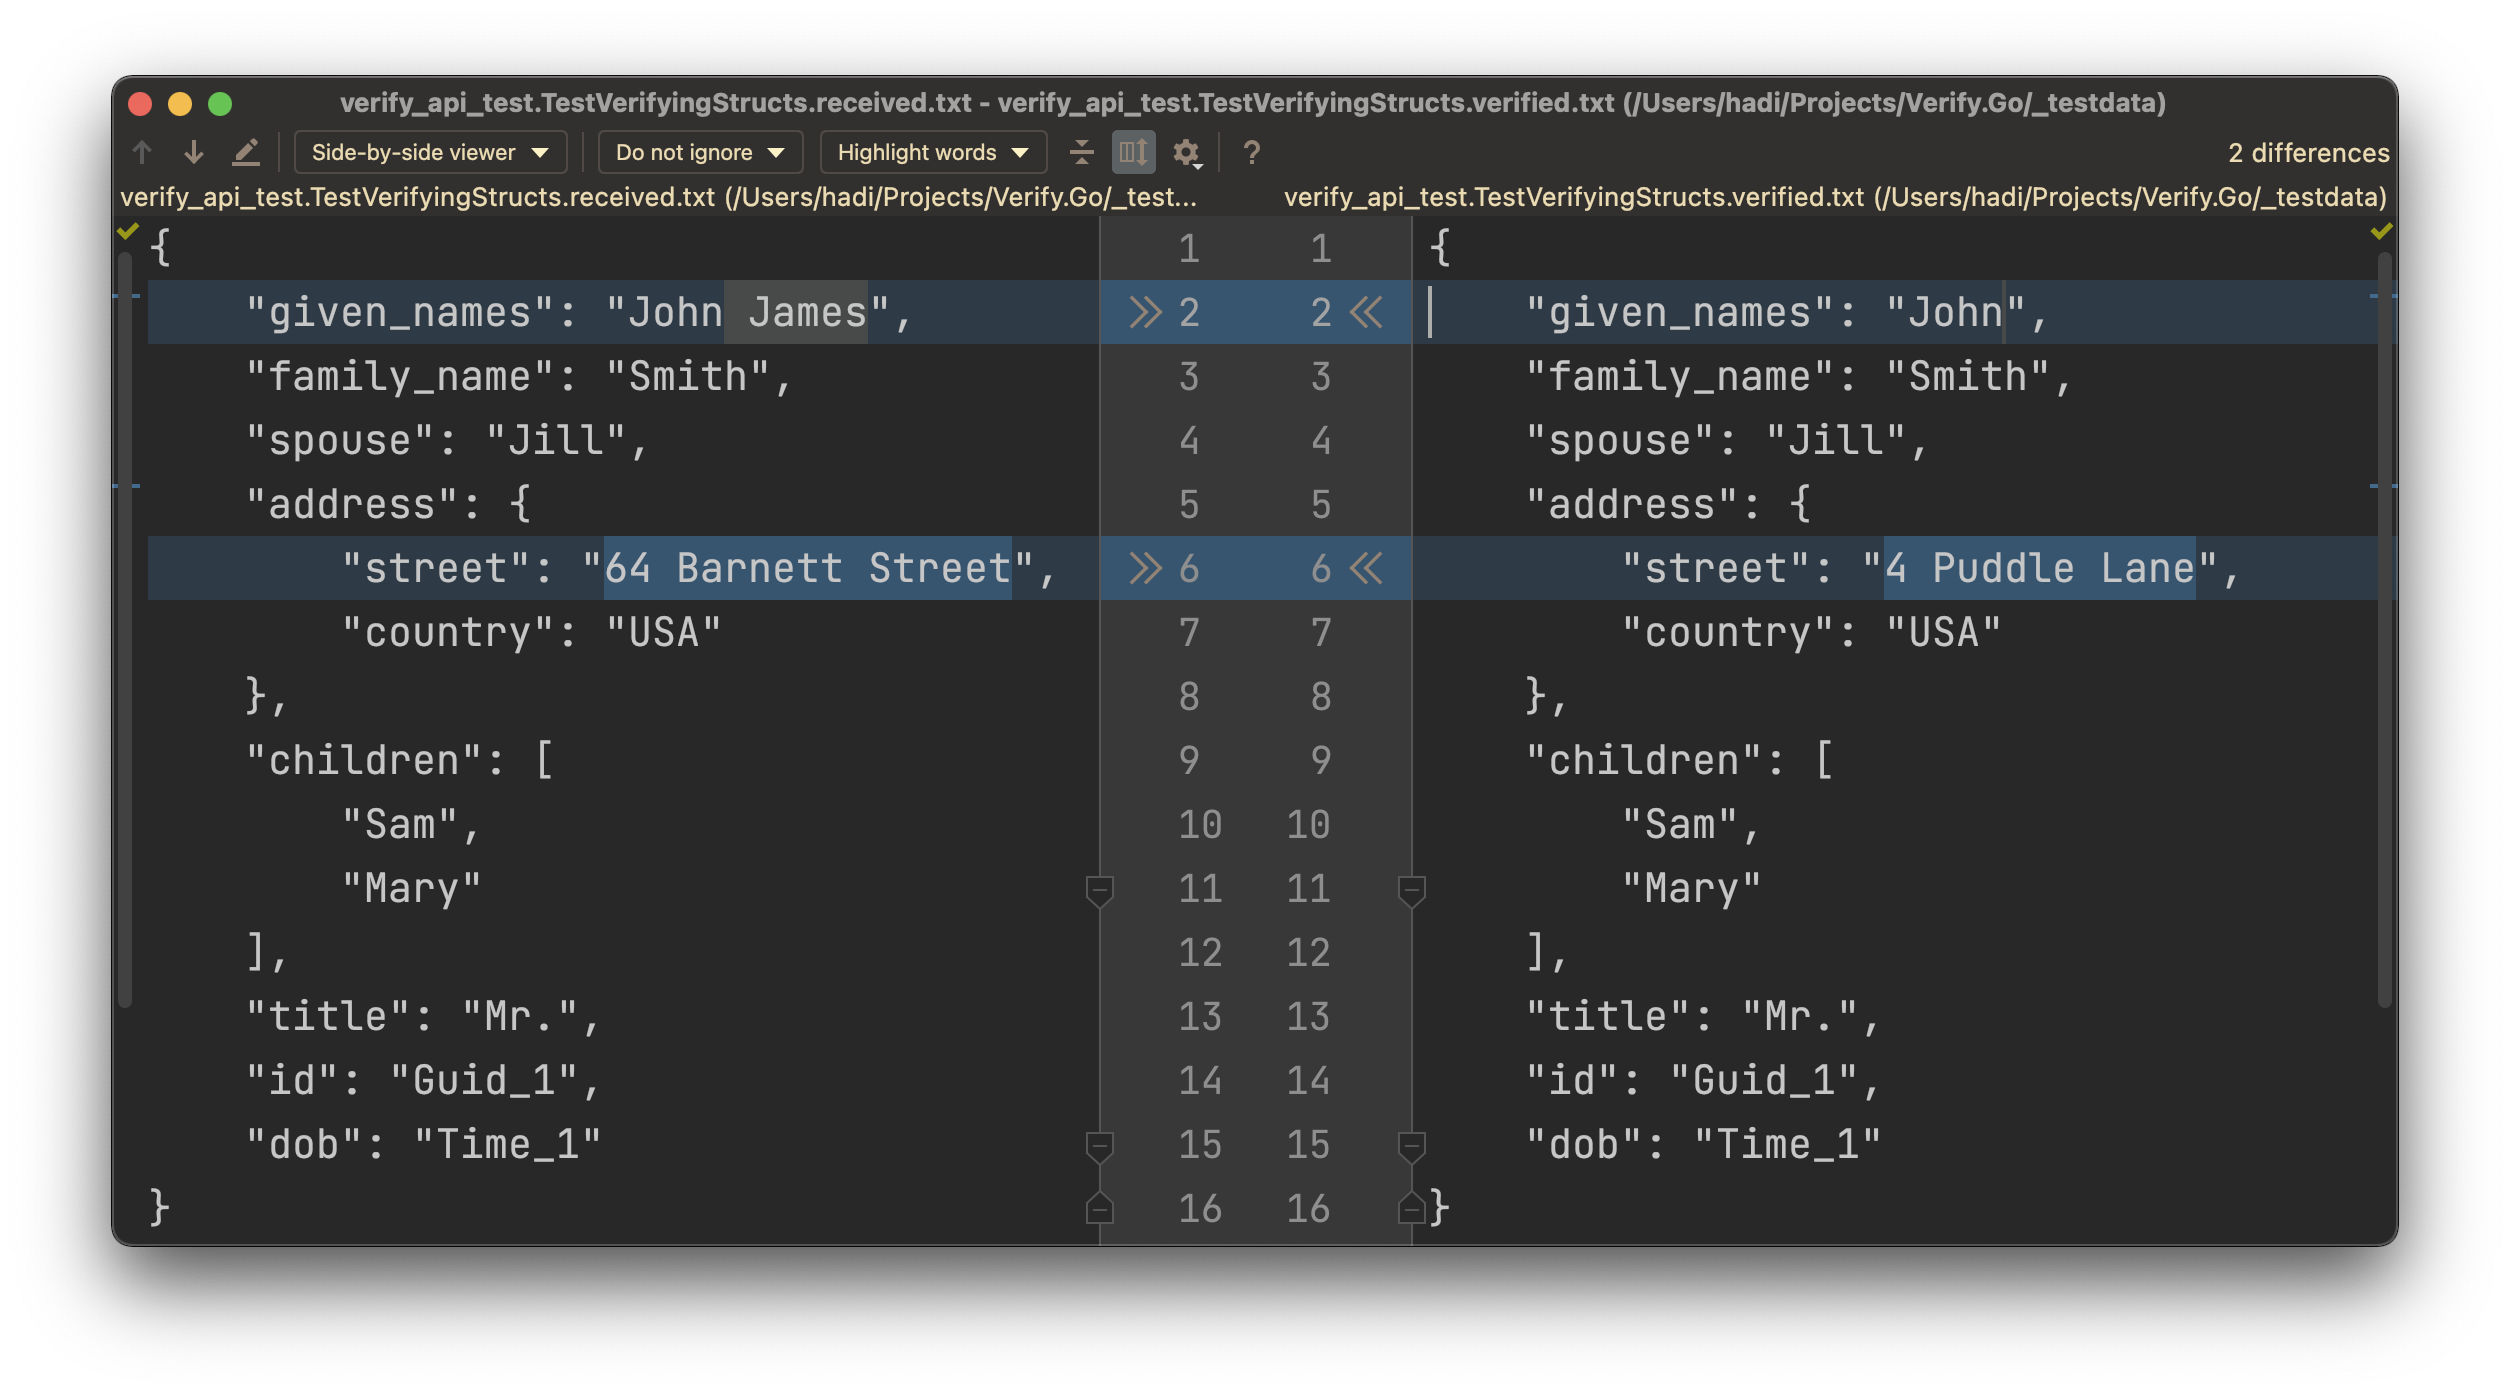 verify_api_test.TestVerifyingStructs.received.txt - verify_api_test.TestVerifyingStructs.verified.txt (/Users/hadi/Projects/Verify.Go/_testdata)
Side-by-side viewer Do not ignore Highlight words ? 2 differences
verify_api_test.TestVerifyingStructs.received.txt (/Users/hadi/Projects/Verify.Go/_test... verify_api_test.TestVerifyingStructs.verified.txt (/Users/hadi/Projects/Verify.Go/_testdata)
{ 1 1 {
"given_names": "John James", 2 2 "given_names": "John",
"family_name": "Smith", 3 3 "family_name": "Smith",
"spouse": "Jill", 4 4 "spouse": "Jill",
"address": { 5 5 "address": {
"street": "64 Barnett Street", 6 6 "street": "4 Puddle Lane",
"country": "USA" 7 7 "country": "USA"
}, 8 8 },
"children": [ 9 9 "children": [
"Sam", 10 10 "Sam",
"Mary" 11 11 "Mary"
], 12 12 ],
"title": "Mr.", 13 13 "title": "Mr.",
"id": "Guid_1", 14 14 "id": "Guid_1",
"dob": "Time_1" 15 15 "dob": "Time_1"
} 16 16 }